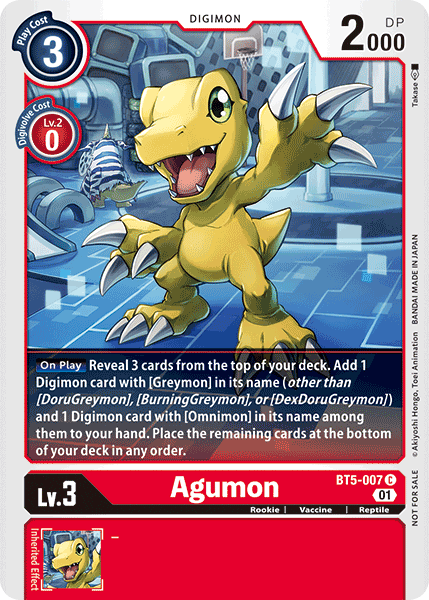 DIGIMON
Play Cost
3
DP
2000
Digivolve Cost
Lv.2
0
Takase
On Play Reveal 3 cards from the top of your deck. Add 1
Digimon card with [Greymon] in its name (other than
[DoruGreymon], [BurningGreymon], or [DexDoruGreymon])
and 1 Digimon card with [Omnimon] in its name among
them to your hand. Place the remaining cards at the bottom
of your deck in any order.
©Akiyoshi Hongo, Toei Animation BANDAI MADE IN JAPAN
NOT FOR SALE
Lv.3
Agumon
BT5-007 C
01
Rookie | Vaccine | Reptile
Inherited Effect
–